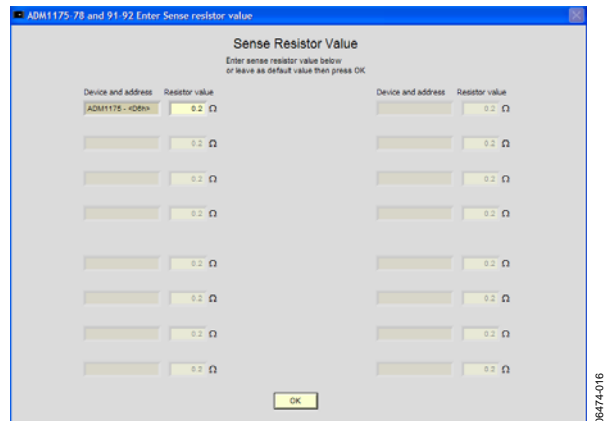 ADM1175-78 and 91-92 Enter Sense resistor value
Sense Resistor Value
Enter sense resistor value below
or leave as default value then press OK
Device and address Resistor value Device and address Resistor value
ADM1175 - <D6h> 0.2 Ω 0.2 Ω
0.2 Ω 0.2 Ω
0.2 Ω 0.2 Ω
0.2 Ω 0.2 Ω
0.2 Ω 0.2 Ω
0.2 Ω 0.2 Ω
0.2 Ω 0.2 Ω
0.2 Ω 0.2 Ω
OK
06474-016